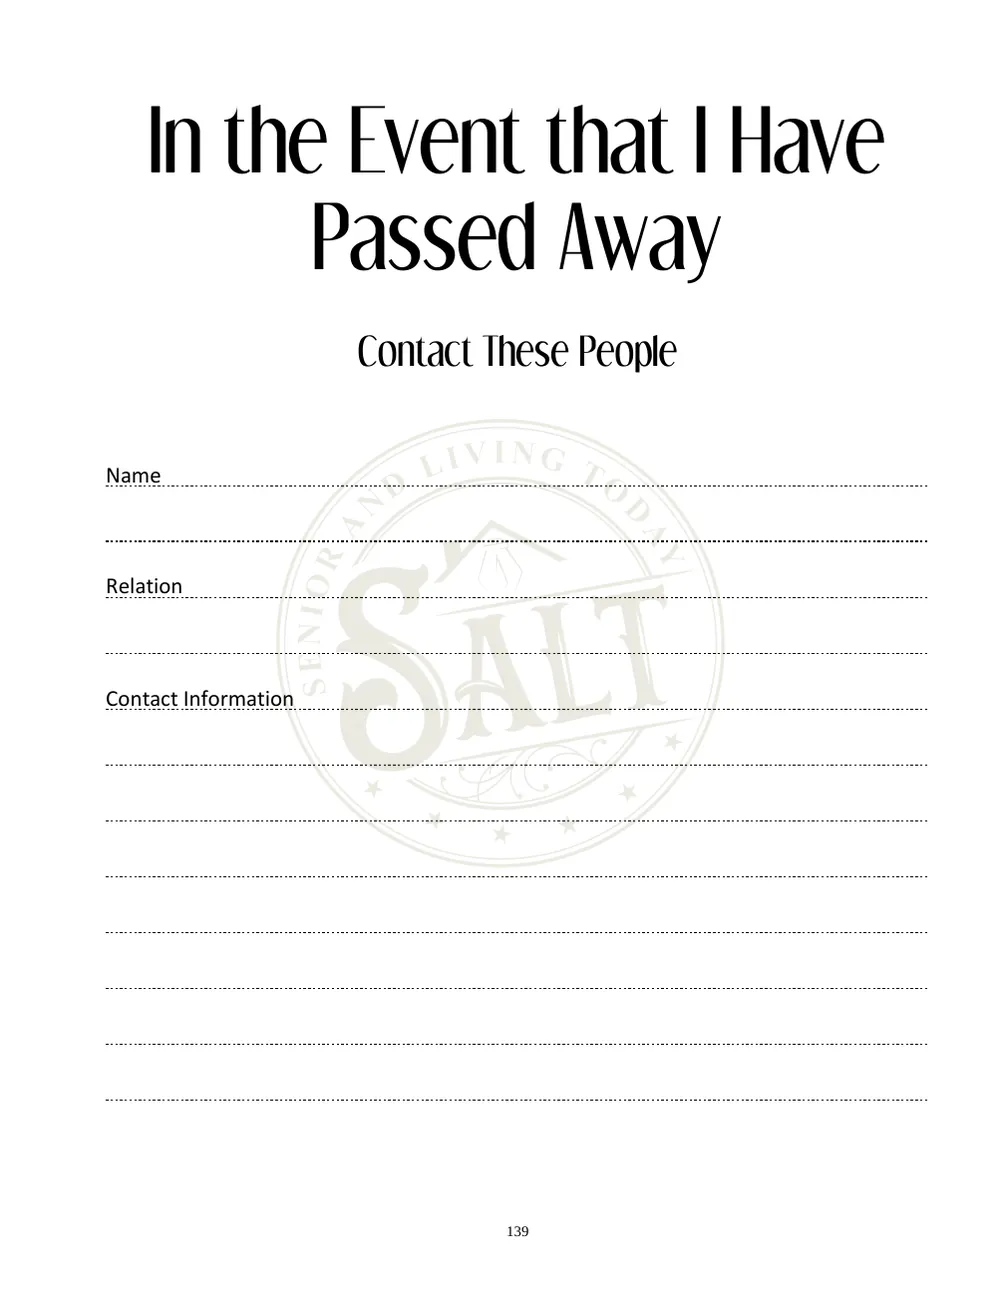 In the Event that I Have
Passed Away
Contact These People
SENIOR AND LIVING TODAY
Name
Relation
SALT
Contact Information
139